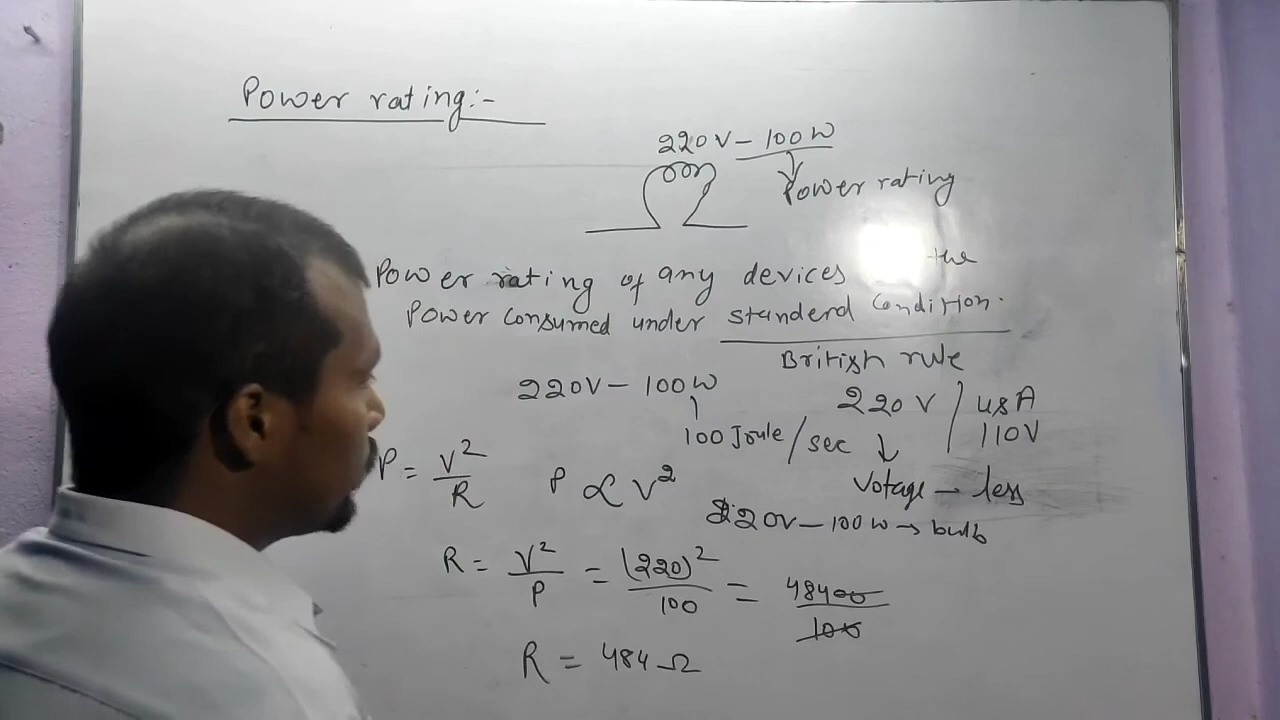 Power rating:-
220V - 100W
Power rating
Power rating of any devices the
Power consumed under standerd condition.
British rule
220V - 100W
220V / USA
110V
100 Joule/sec ↓
Votage - less
P = V²/R P ∝ V²
220V - 100W → bulb
R = V²/P = (220)²/100 = 48400/100
R = 484 Ω